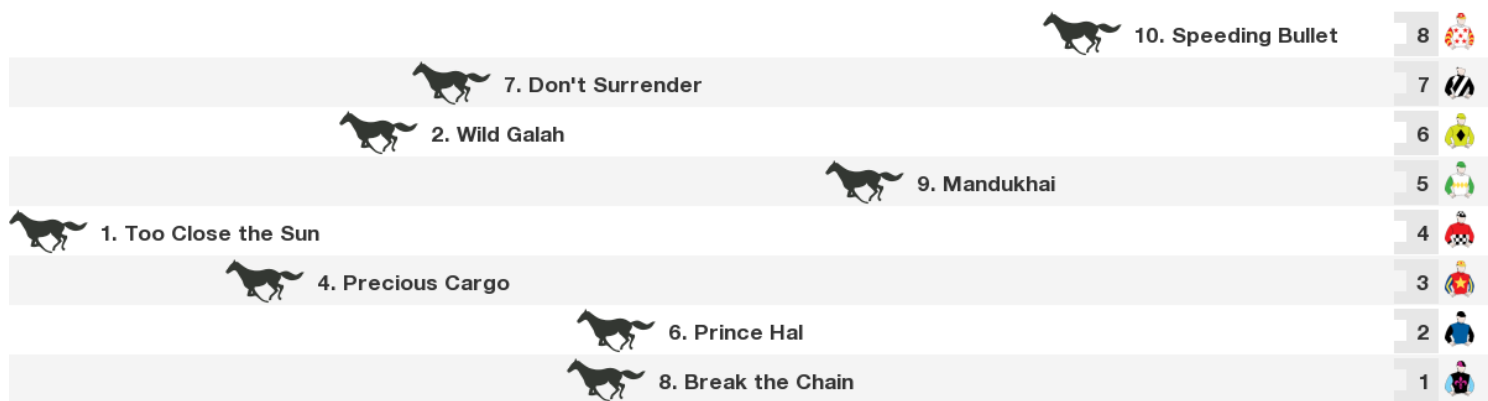 10. Speeding Bullet 8
7. Don't Surrender 7
2. Wild Galah 6
9. Mandukhai 5
1. Too Close the Sun 4
4. Precious Cargo 3
6. Prince Hal 2
8. Break the Chain 1